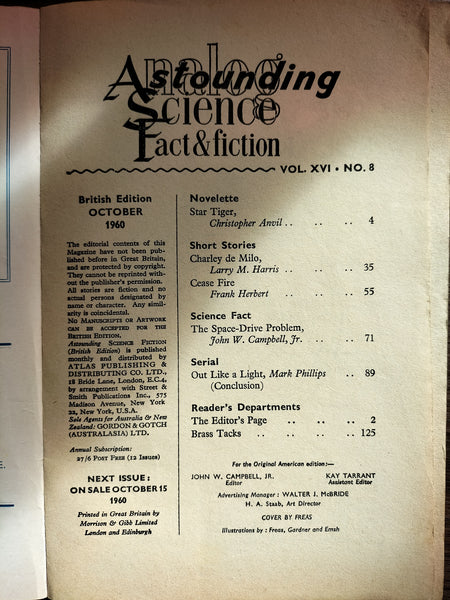 Astounding
analog
Science
Fact & fiction
VOL. XVI • NO. 8
British Edition
OCTOBER
1960
The editorial contents of this
Magazine have not been pub-
lished before in Great Britain,
and are protected by copyright.
They cannot be reprinted with-
out the publisher's permission.
All stories are fiction and no
actual persons designated by
name or character. Any sim-
ilarity is coincidental.
No Manuscripts or Artwork
can be accepted for the
British Edition.
Astounding Science Fiction
(British Edition) is published
monthly and distributed by
ATLAS PUBLISHING &
DISTRIBUTING CO. LTD.,
18 Bride Lane, London, E.C.4,
by arrangement with Street &
Smith Publications Inc., 575
Madison Avenue, New York
22, New York, U.S.A.
Sole Agents for Australia & New
Zealand: GORDON & GOTCH
(AUSTRALASIA) LTD.
Annual Subscription:
27/6 Post Free (12 Issues)
NEXT ISSUE:
ON SALE OCTOBER 15
1960
Printed in Great Britain by
Morrison & Gibb Limited
London and Edinburgh
Novelette
Star Tiger,
Christopher Anvil .. .. .. 4
Short Stories
Charley de Milo,
Larry M. Harris .. .. .. 35
Cease Fire
Frank Herbert .. .. .. 55
Science Fact
The Space-Drive Problem,
John W. Campbell, Jr. .. .. 71
Serial
Out Like a Light, Mark Phillips .. 89
(Conclusion)
Reader's Departments
The Editor's Page .. .. .. 2
Brass Tacks .. .. .. .. 125
For the Original American edition:—
JOHN W. CAMPBELL, JR. KAY TARRANT
Editor Assistant Editor
Advertising Manager: WALTER J. McBRIDE
H. A. Staab, Art Director
COVER BY FREAS
Illustrations by: Freas, Gardner and Emsh